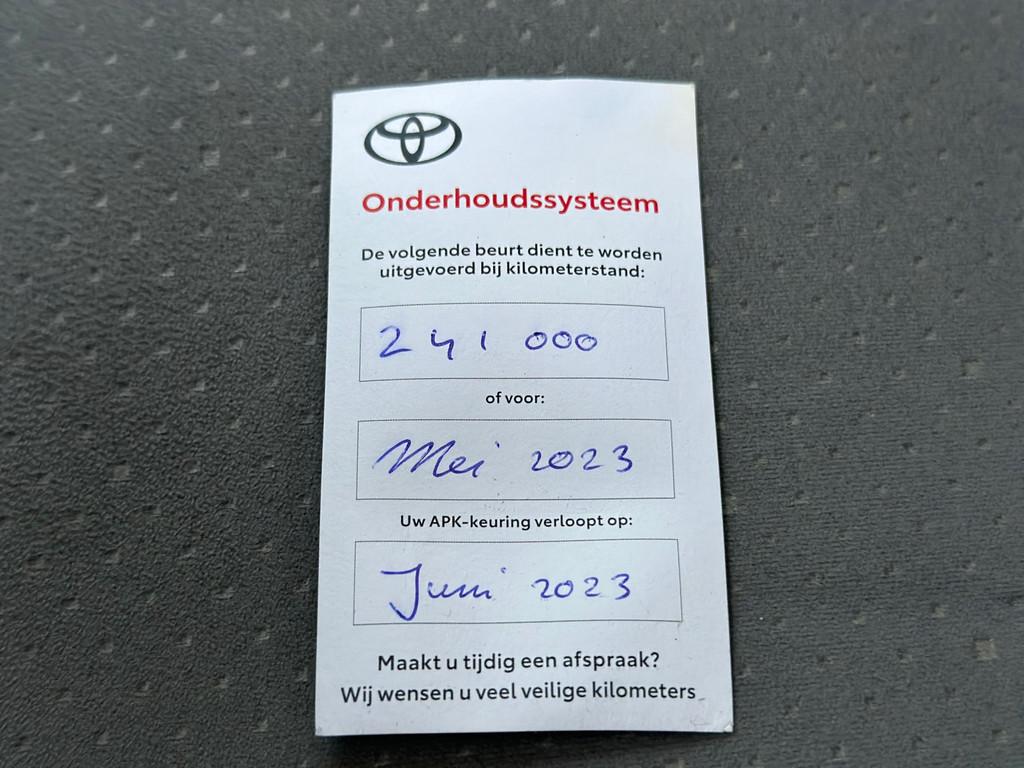 Onderhoudssysteem
De volgende beurt dient te worden
uitgevoerd bij kilometerstand:
241 000
of voor:
Mei 2023
Uw APK-keuring verloopt op:
Juni 2023
Maakt u tijdig een afspraak?
Wij wensen u veel veilige kilometers